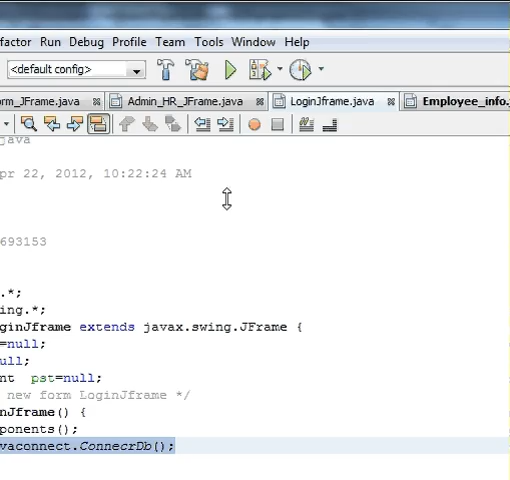 factor Run Debug Profile Team Tools Window Help
<default config>
rm_JFrame.java Admin_HR_JFrame.java LoginJframe.java Employee_info.j
java
pr 22, 2012, 10:22:24 AM
693153
.*;
ing.*;
ginJframe extends javax.swing.JFrame {
=null;
ull;
nt pst=null;
new form LoginJframe */
nJframe() {
ponents();
vaconnect.ConnecrDb();